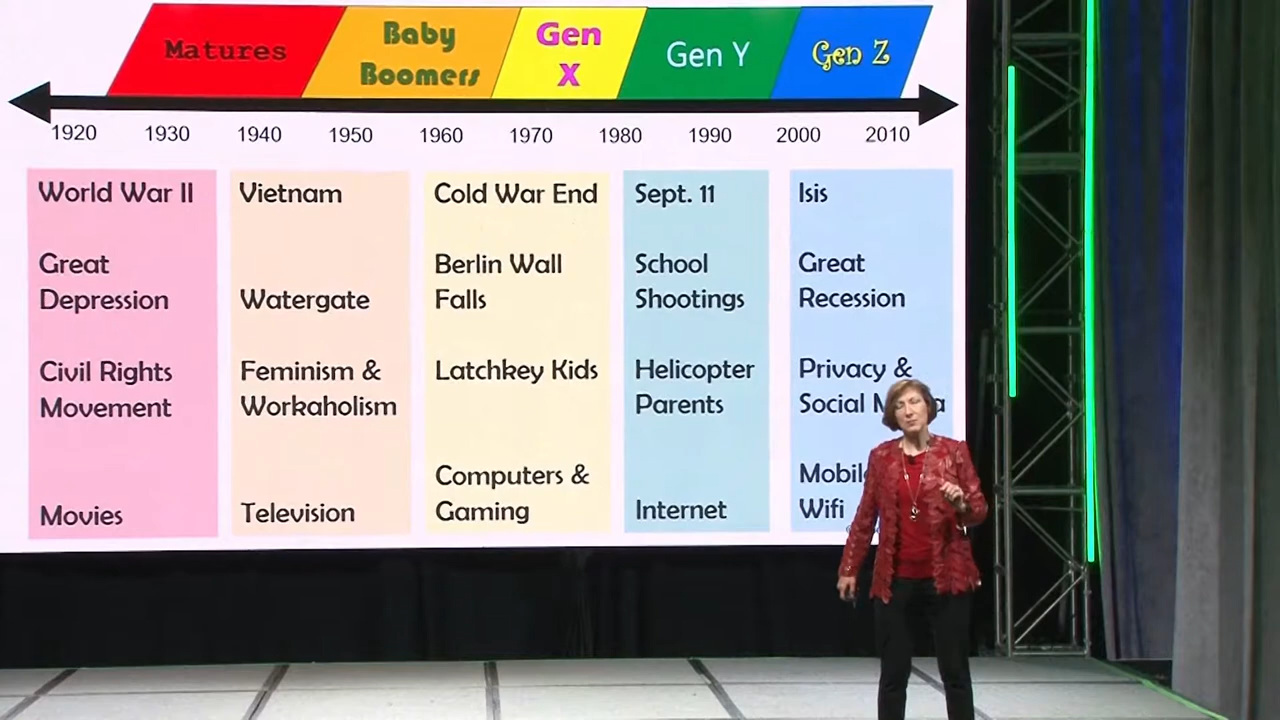 Matures
Baby
Boomers
Gen
X
Gen Y
Gen Z
1920 1930 1940 1950 1960 1970 1980 1990 2000 2010
World War II
Great
Depression
Civil Rights
Movement
Movies
Vietnam
Watergate
Feminism &
Workaholism
Television
Cold War End
Berlin Wall
Falls
Latchkey Kids
Computers &
Gaming
Sept. 11
School
Shootings
Helicopter
Parents
Internet
Isis
Great
Recession
Privacy &
Social
Wifi